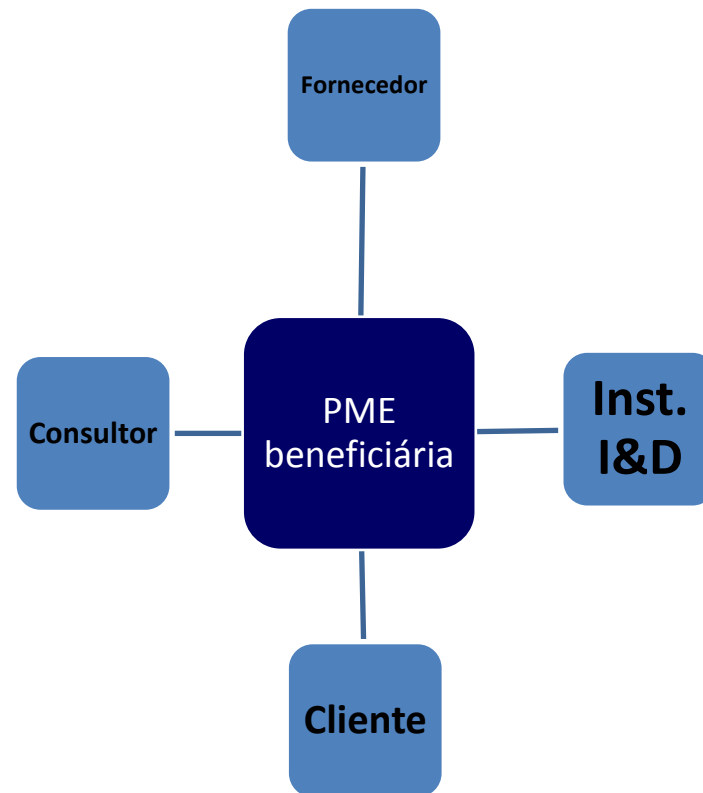 Fornecedor
PME
beneficiária
Consultor
Inst.
I&D
Cliente